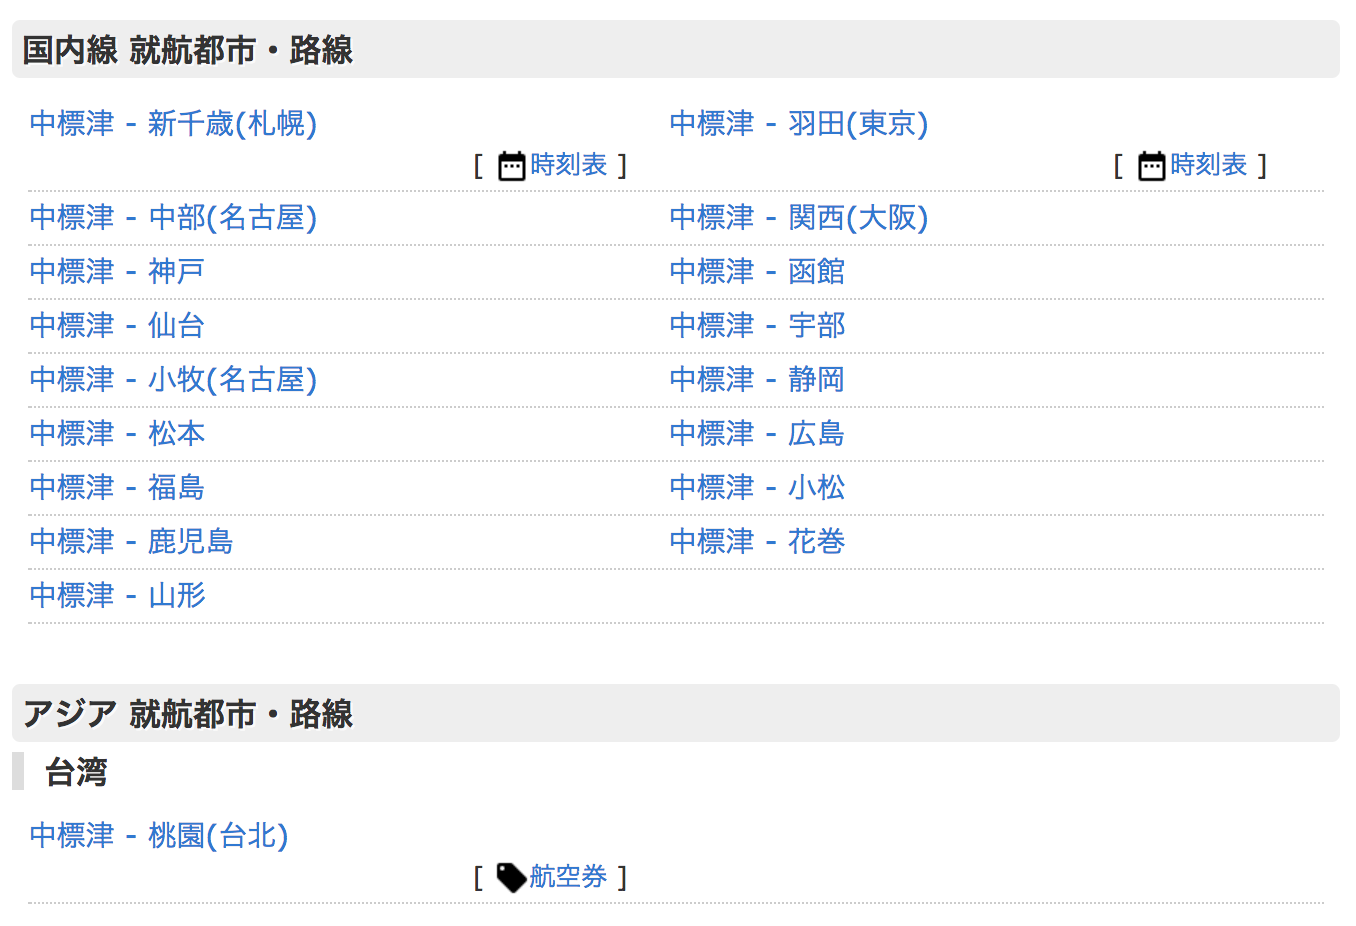 国内線 就航都市・路線
中標津 - 新千歳(札幌)
[ 時刻表 ]
中標津 - 羽田(東京)
[ 時刻表 ]
中標津 - 中部(名古屋)
中標津 - 関西(大阪)
中標津 - 神戸
中標津 - 函館
中標津 - 仙台
中標津 - 宇部
中標津 - 小牧(名古屋)
中標津 - 静岡
中標津 - 松本
中標津 - 広島
中標津 - 福島
中標津 - 小松
中標津 - 鹿児島
中標津 - 花巻
中標津 - 山形
アジア 就航都市・路線
台湾
中標津 - 桃園(台北)
[ 航空券 ]